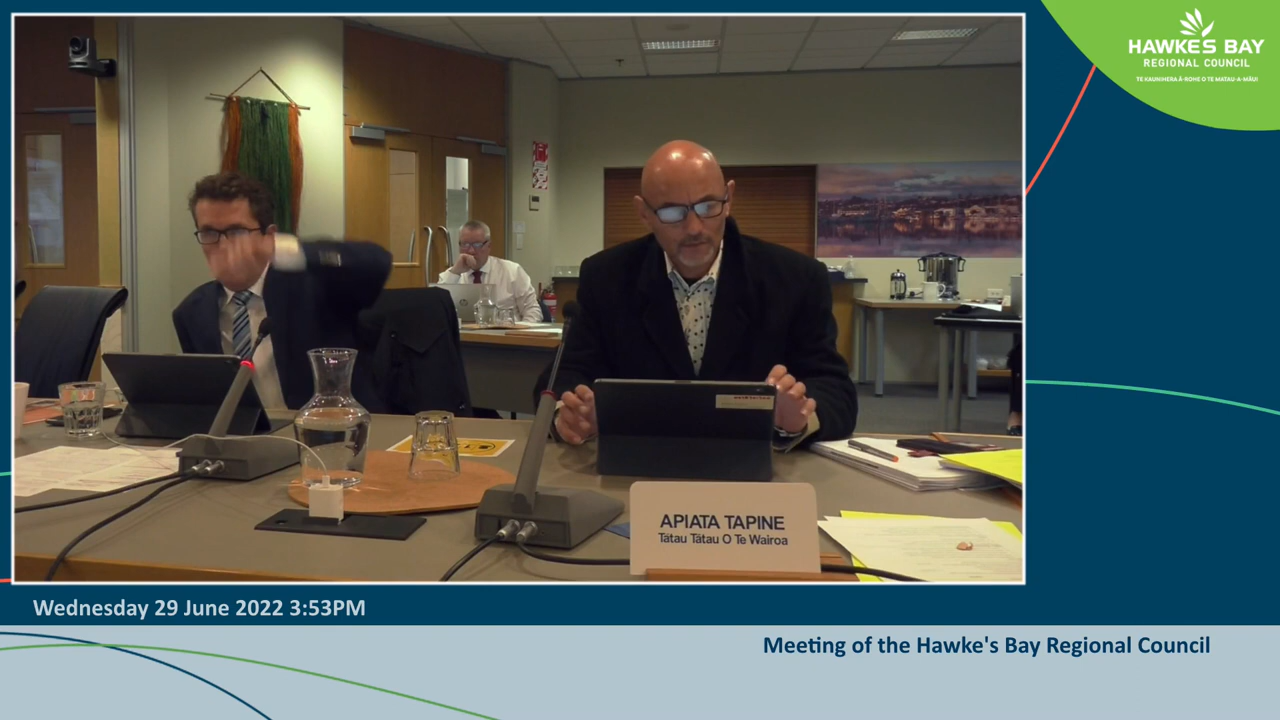 HAWKE'S BAY
REGIONAL COUNCIL
TE KAUNIHERA Ā-ROHE O TE MATAU-A-MĀUI
APIATA TAPINE
Tātau Tātau O Te Wairoa
Wednesday 29 June 2022 3:53PM
Meeting of the Hawke's Bay Regional Council